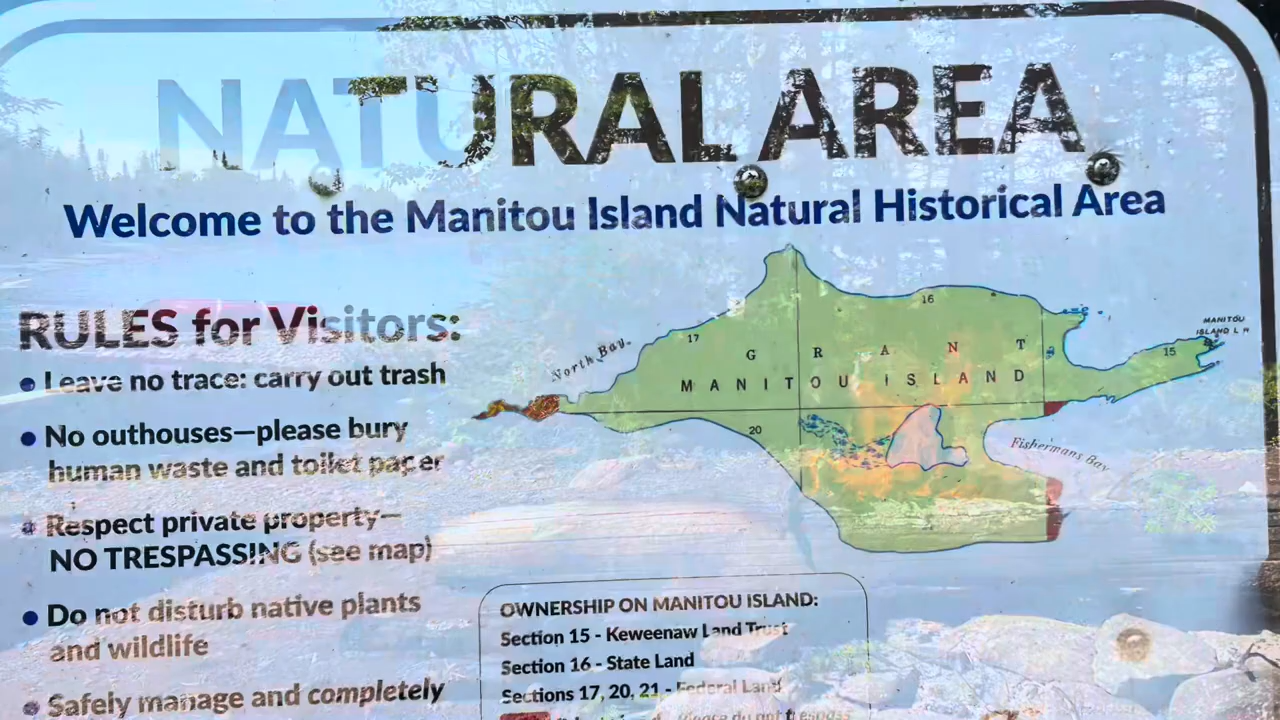 NATURAL AREA
Welcome to the Manitou Island Natural Historical Area
RULES for Visitors:
• Leave no trace: carry out trash
• No outhouses—please bury
human waste and toilet paper
• Respect private property—
NO TRESPASSING (see map)
• Do not disturb native plants
and wildlife
• Safely manage and completely
North Bay
17
16
15
MANITOU
ISLAND L H
G R A N T
MANITOU ISLAND
20
Fishermans Bay
OWNERSHIP ON MANITOU ISLAND:
Section 15 - Keweenaw Land Trust
Section 16 - State Land
Sections 17, 20, 21 - Federal Land
do not trespass